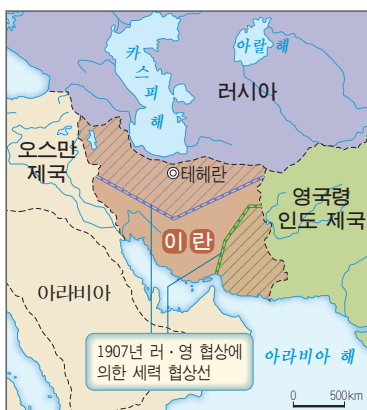 카스피 해
아랄 해
러시아
오스만
제국
테헤란
이란
영국령
인도 제국
아라비아
1907년 러·영 협상에
의한 세력 협상선
아라비아 해
0 500km